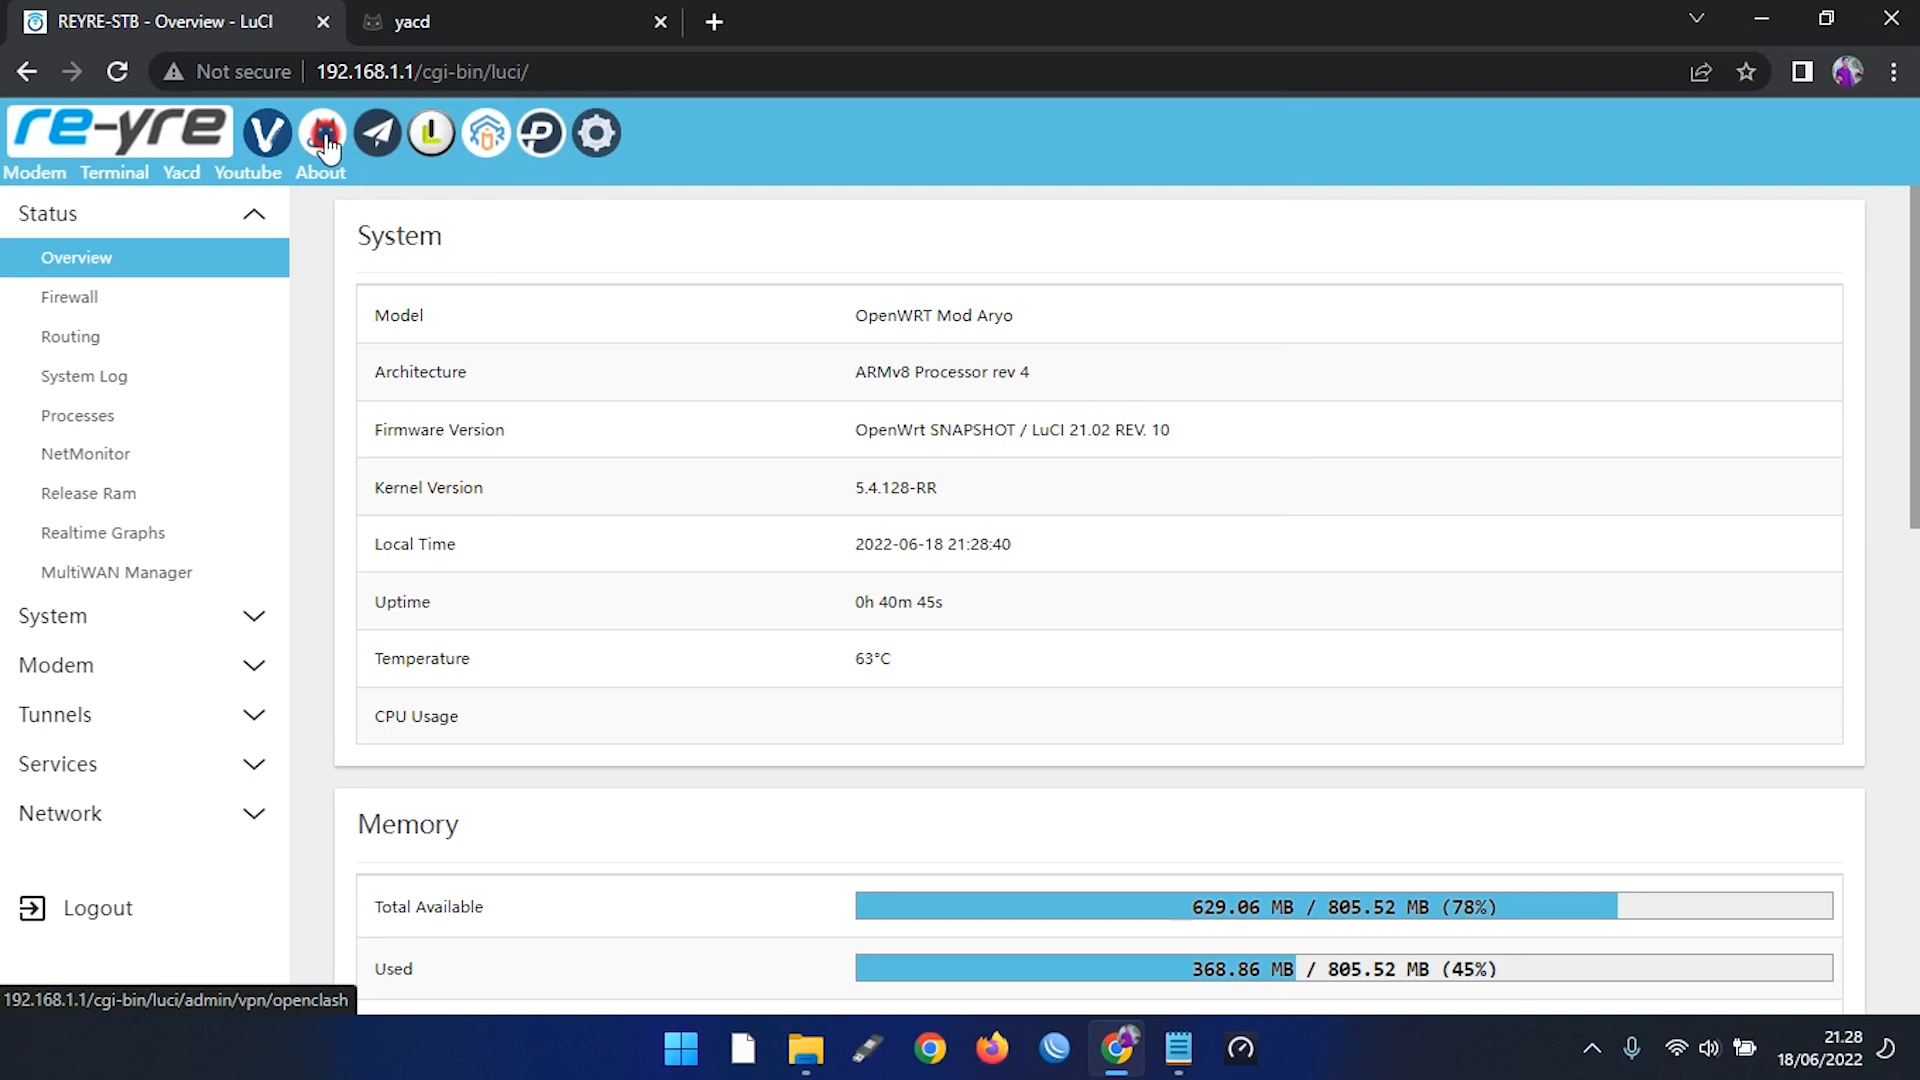 REYRE-STB - Overview - LuCI
yacd
Not secure
192.168.1.1/cgi-bin/luci/
re-yre
Modem Terminal Yacd Youtube About
Status
Overview
Firewall
Routing
System Log
Processes
NetMonitor
Release Ram
Realtime Graphs
MultiWAN Manager
System
Modem
Tunnels
Services
Network
Logout
System
Model OpenWRT Mod Aryo
Architecture ARMv8 Processor rev 4
Firmware Version OpenWrt SNAPSHOT / LuCI 21.02 REV. 10
Kernel Version 5.4.128-RR
Local Time 2022-06-18 21:28:40
Uptime 0h 40m 45s
Temperature 63°C
CPU Usage
Memory
Total Available 629.06 MB / 805.52 MB (78%)
Used 368.86 MB / 805.52 MB (45%)
192.168.1.1/cgi-bin/luci/admin/vpn/openclash
21.28
18/06/2022